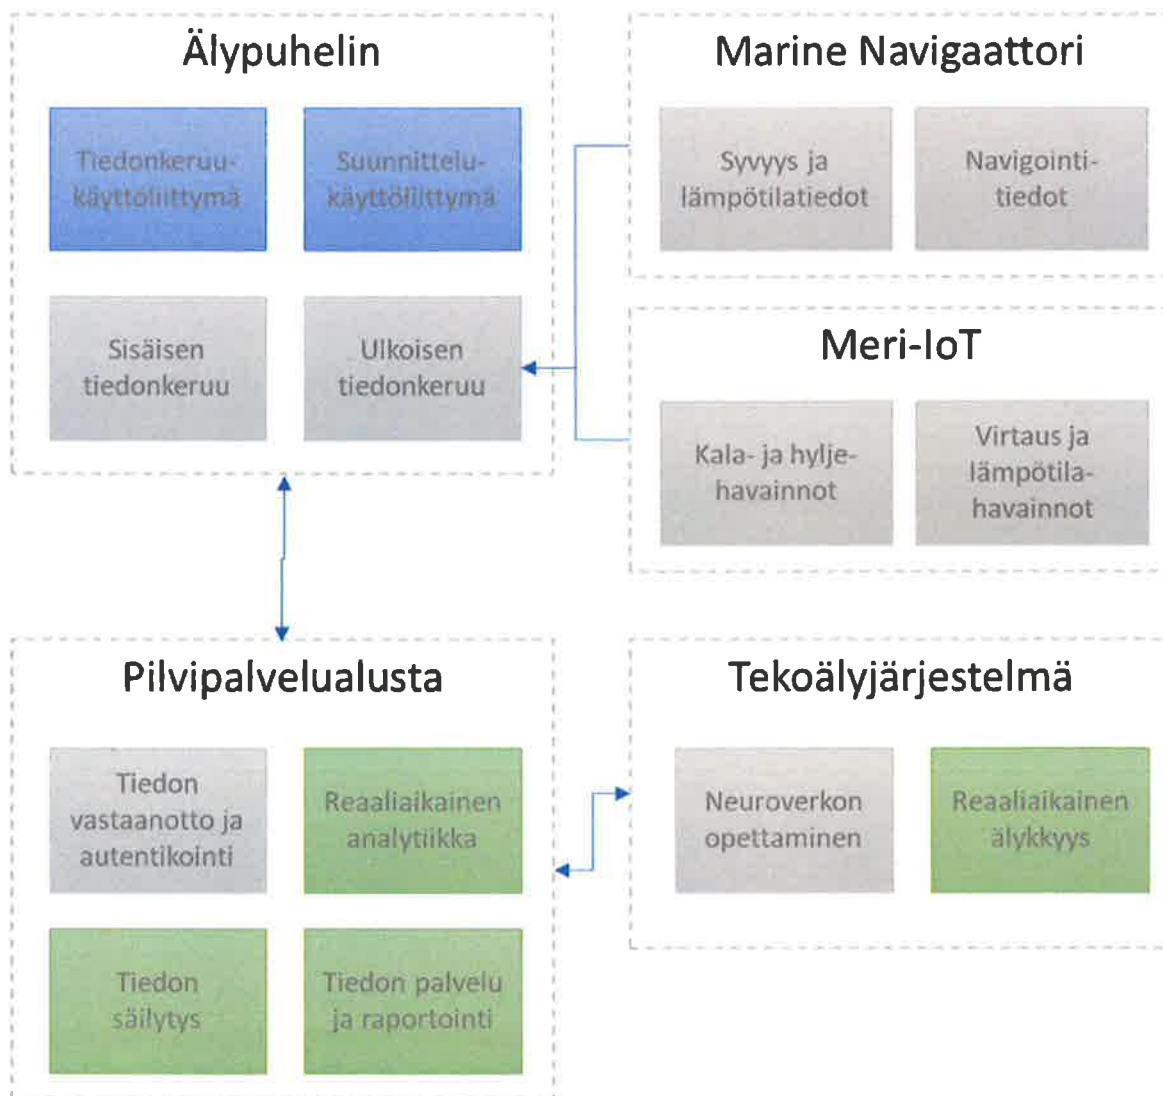 Älypuhelin
Tiedonkeruu-
käyttöliittymä
Suunnittelu-
käyttöliittymä
Sisäisen
tiedonkeruu
Ulkoisen
tiedonkeruu
Marine Navigaattori
Syvyys ja
lämpötilatiedot
Navigointi-
tiedot
Meri-IoT
Kala- ja hylje-
havainnot
Virtaus ja
lämpötila-
havainnot
Pilvipalvelualusta
Tiedon
vastaanotto ja
autentikointi
Reaaliaikainen
analytiikka
Tiedon
säilytys
Tiedon palvelu
ja raportointi
Tekoälyjärjestelmä
Neuroverkon
opettaminen
Reaaliaikainen
älykkyys